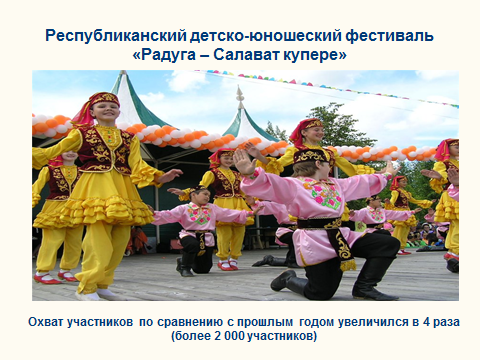 Республиканский детско-юношеский фестиваль
«Радуга – Салават купере»
Охват участников по сравнению с прошлым годом увеличился в 4 раза
(более 2 000 участников)